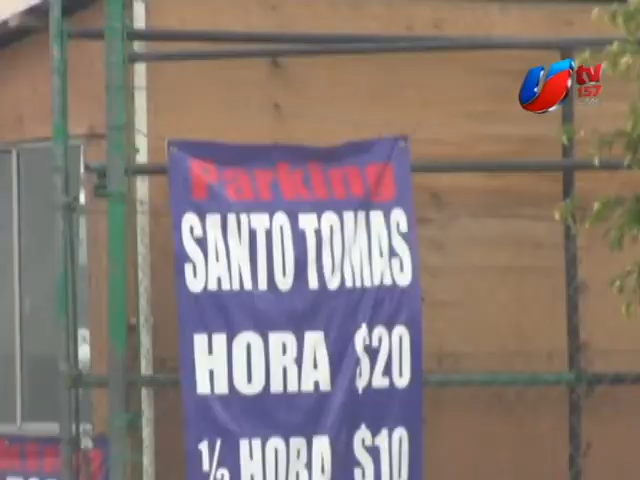 tv
157
Parking
SANTO TOMAS
HORA $20
½ HORA $10